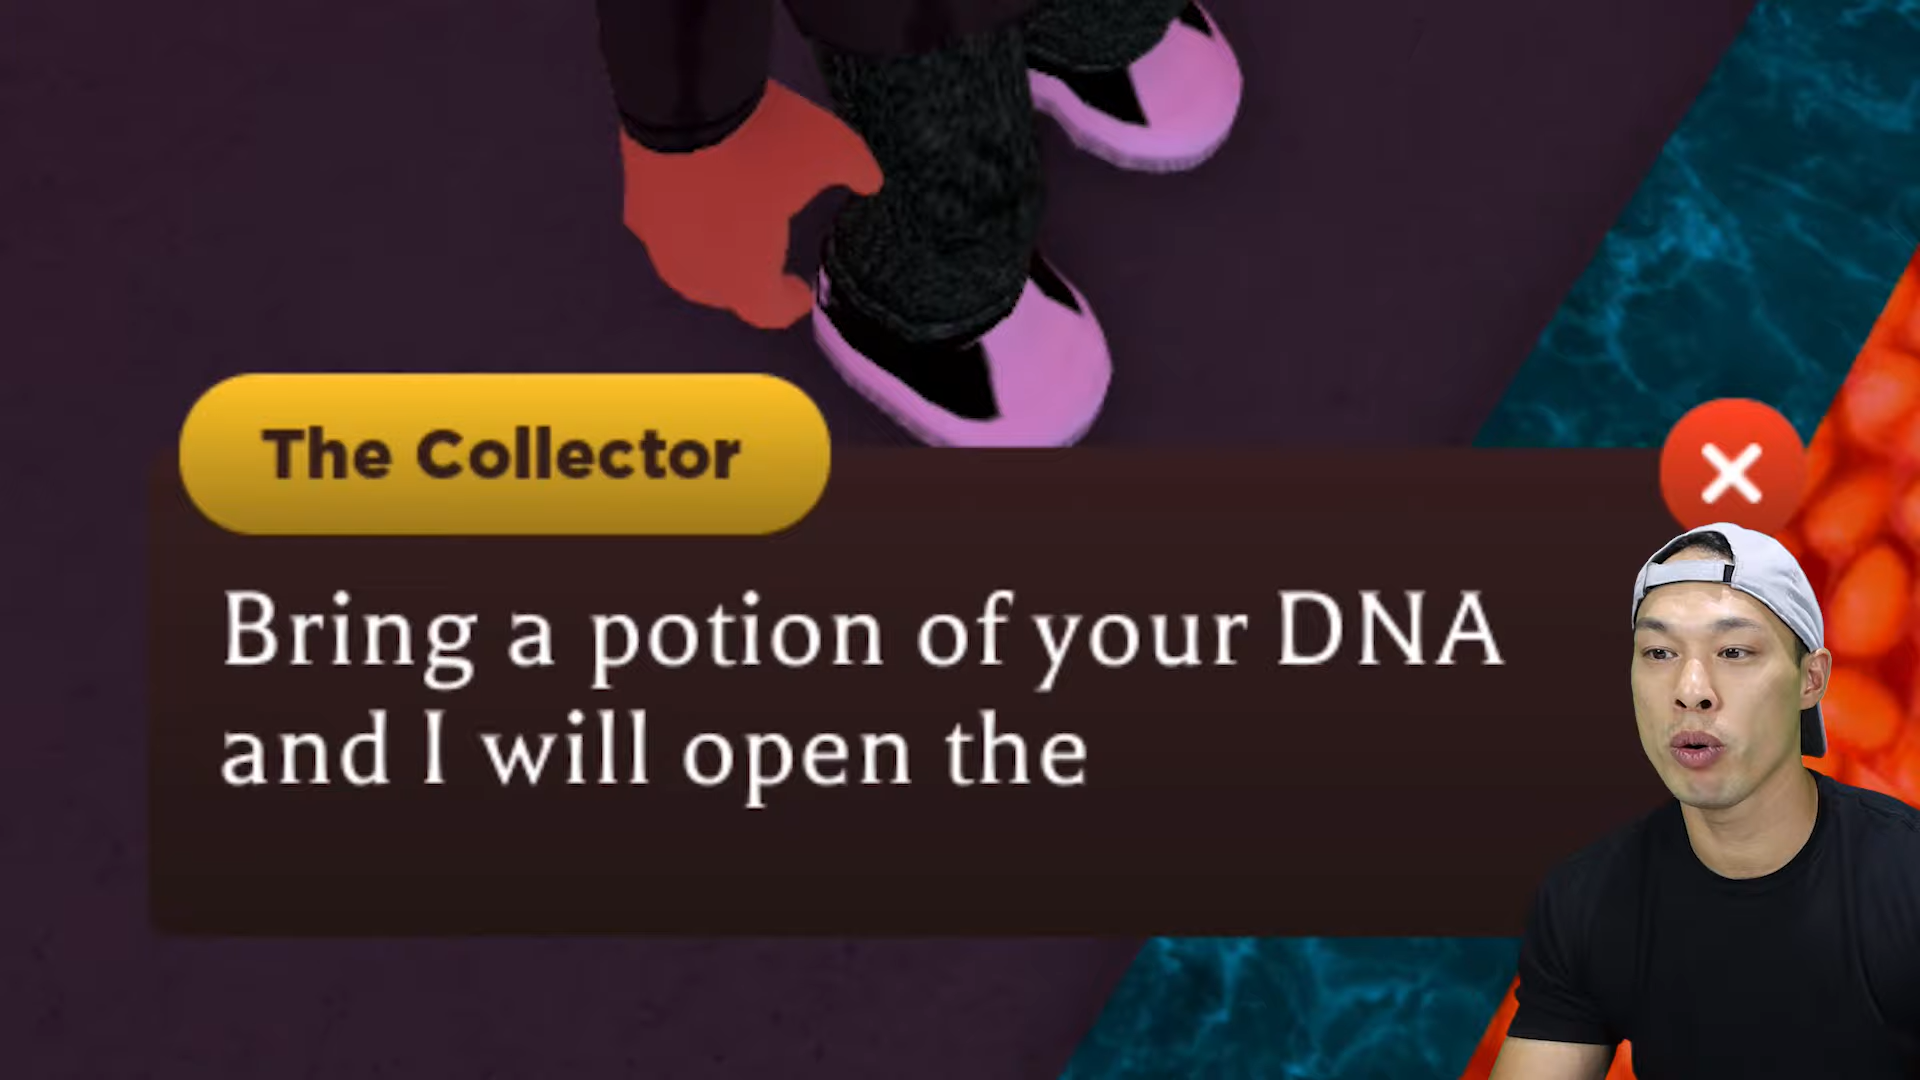 The Collector
Bring a potion of your DNA
and I will open the